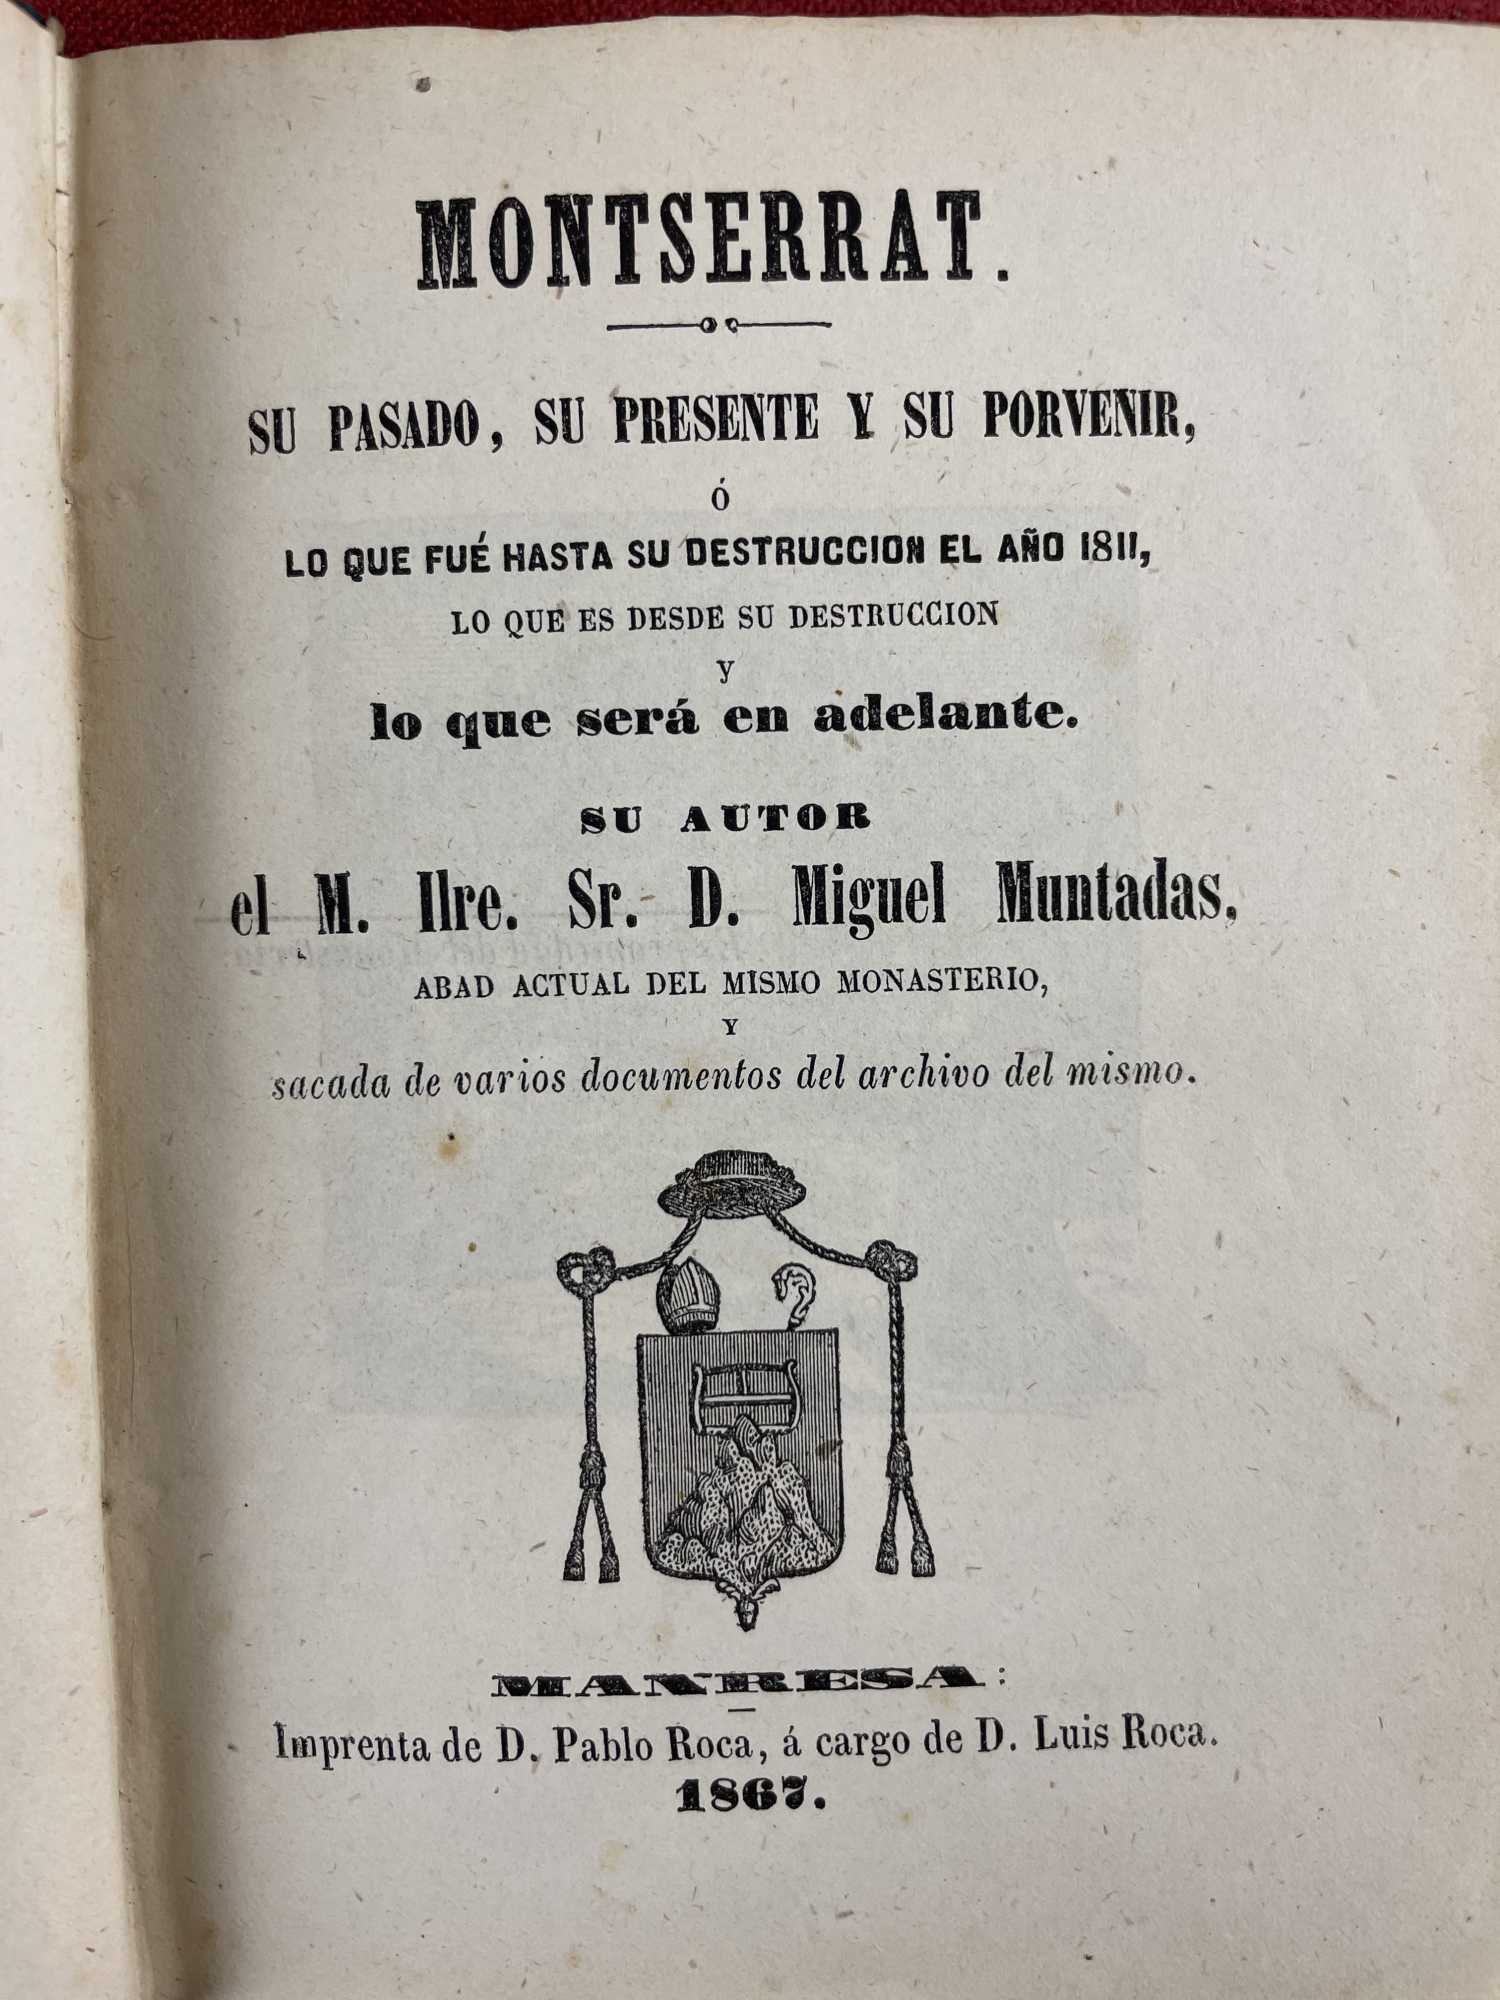 MONTSERRAT.
SU PASADO, SU PRESENTE Y SU PORVENIR,
Ó
LO QUE FUÉ HASTA SU DESTRUCCION EL AÑO 1811,
LO QUE ES DESDE SU DESTRUCCION
y
lo que será en adelante.
SU AUTOR
el M. Ilre. Sr. D. Miguel Muntadas,
ABAD ACTUAL DEL MISMO MONASTERIO,
Y
sacada de varios documentos del archivo del mismo.
MANRESA:
Imprenta de D. Pablo Roca, á cargo de D. Luis Roca.
1867.